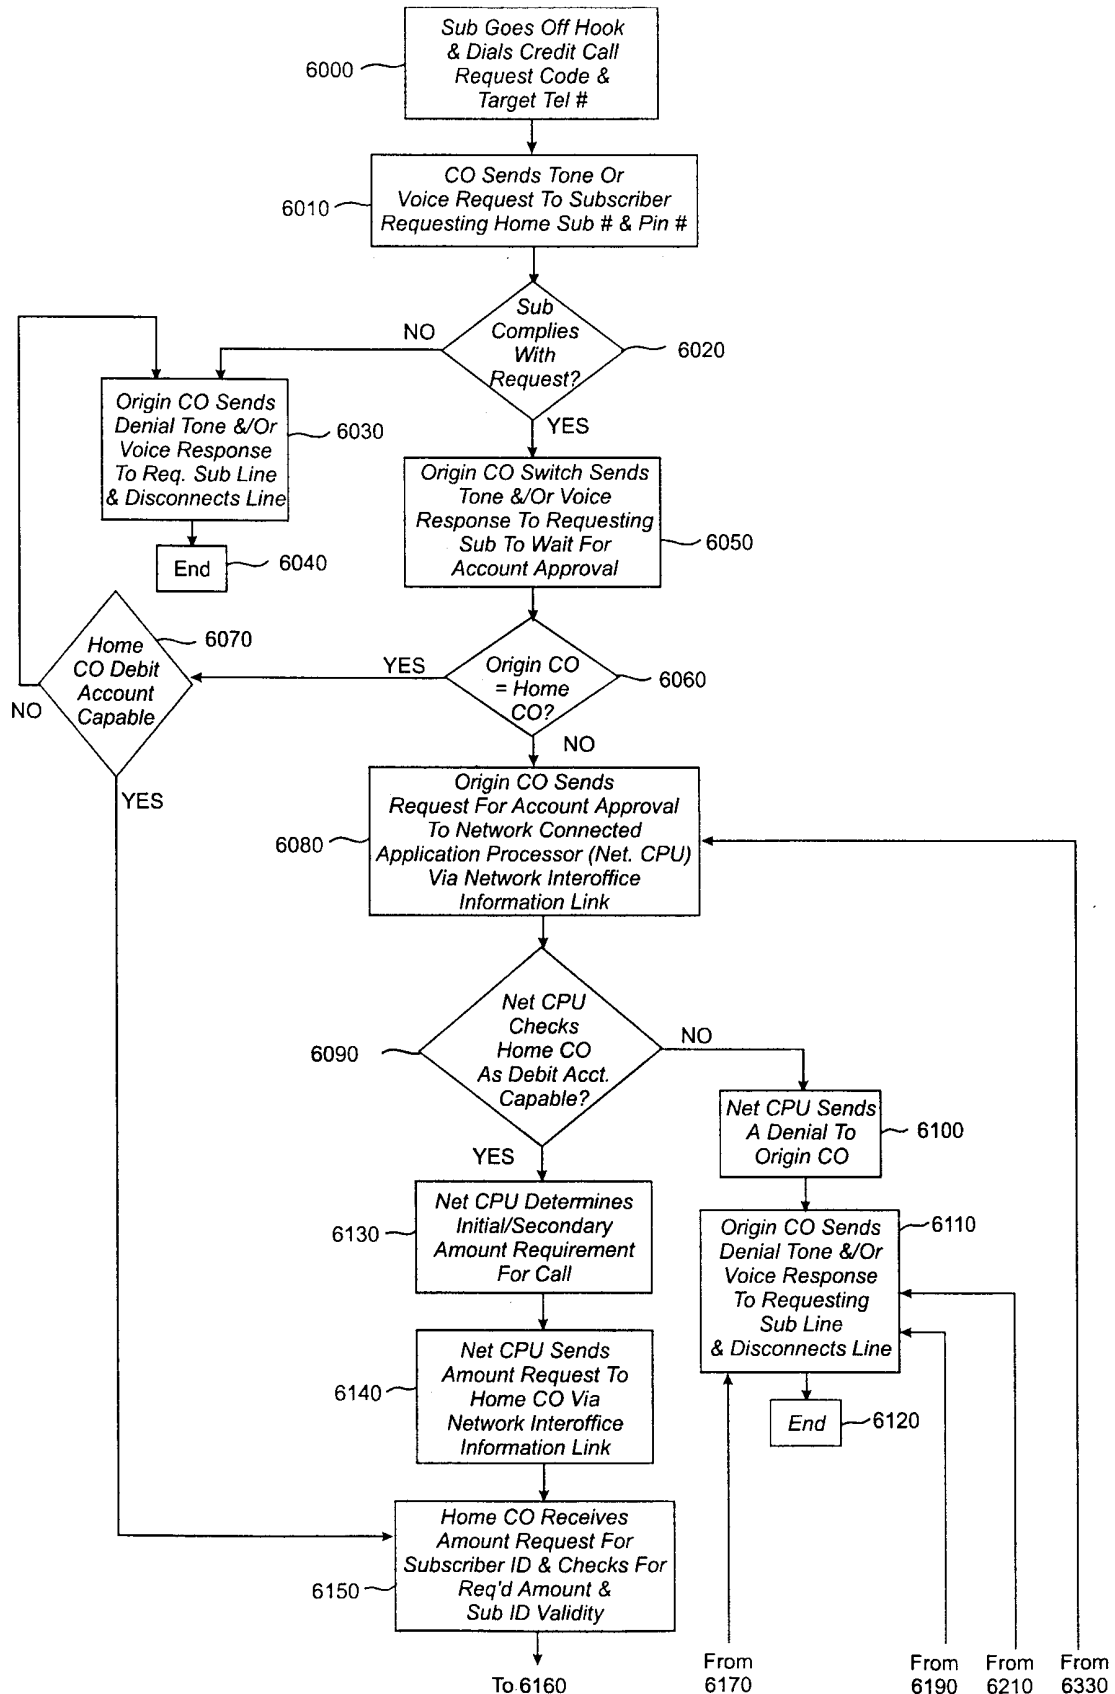 Sub Goes Off Hook
& Dials Credit Call
Request Code &
Target Tel #
6000
CO Sends Tone Or
Voice Request To Subscriber
Requesting Home Sub # & Pin #
6010
Sub
Complies
With
Request?
6020
NO
YES
Origin CO Sends
Denial Tone &/Or
Voice Response
To Req. Sub Line
& Disconnects Line
6030
End
6040
Origin CO Switch Sends
Tone &/Or Voice
Response To Requesting
Sub To Wait For
Account Approval
6050
Origin CO
= Home
CO?
6060
YES
NO
Home
CO Debit
Account
Capable
6070
NO
YES
Origin CO Sends
Request For Account Approval
To Network Connected
Application Processor (Net. CPU)
Via Network Interoffice
Information Link
6080
Net CPU
Checks
Home CO
As Debit Acct.
Capable?
6090
NO
YES
Net CPU Sends
A Denial To
Origin CO
6100
Origin CO Sends
Denial Tone &/Or
Voice Response
To Requesting
Sub Line
& Disconnects Line
6110
End
6120
Net CPU Determines
Initial/Secondary
Amount Requirement
For Call
6130
Net CPU Sends
Amount Request To
Home CO Via
Network Interoffice
Information Link
6140
Home CO Receives
Amount Request For
Subscriber ID & Checks For
Req'd Amount &
Sub ID Validity
6150
To 6160
From
6170
From
6190
From
6210
From
6330